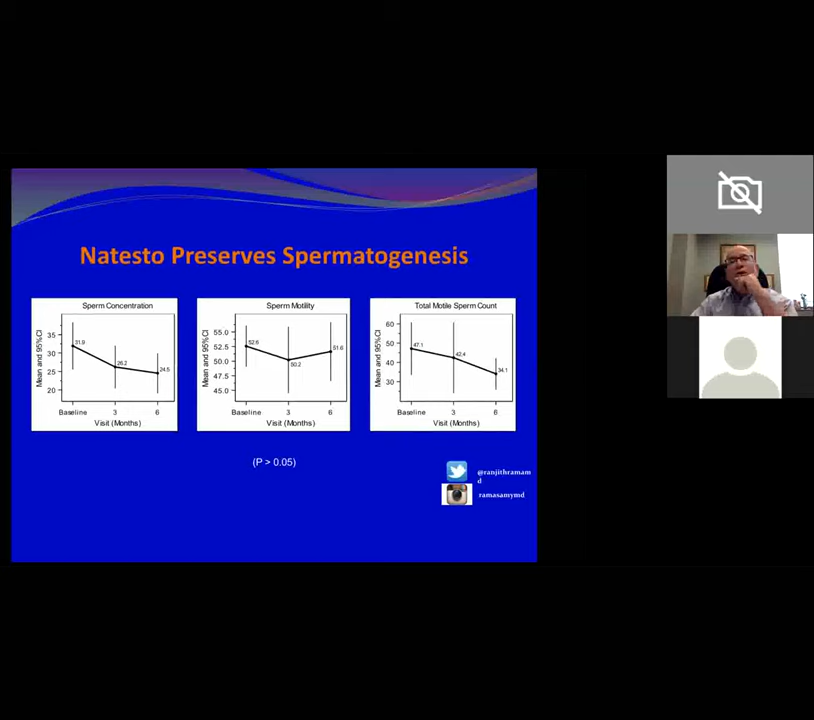 Natesto Preserves Spermatogenesis
Sperm Concentration
Mean and 95%CI
35
30
25
20
31.9
26.2
24.5
Baseline 3 6
Visit (Months)
Sperm Motility
Mean and 95%CI
55.0
52.5
50.0
47.5
45.0
52.6
50.2
51.6
Baseline 3 6
Visit (Months)
Total Motile Sperm Count
Mean and 95%CI
60
50
40
30
47.1
42.4
34.1
Baseline 3 6
Visit (Months)
(P > 0.05)
@ranjithramam
d
ramasamymd